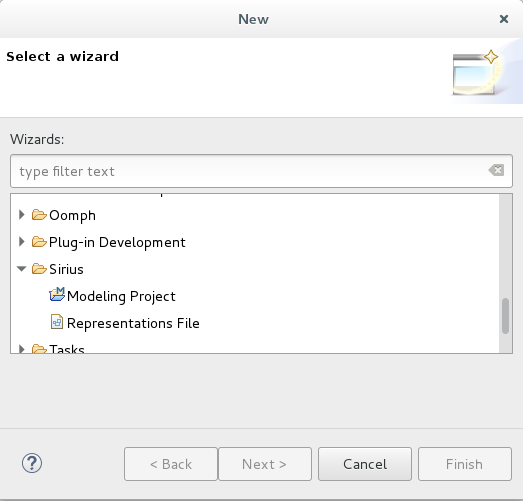 New
Select a wizard
Wizards:
type filter text
Oomph
Plug-in Development
Sirius
Modeling Project
Representations File
Tasks
< Back
Next >
Cancel
Finish